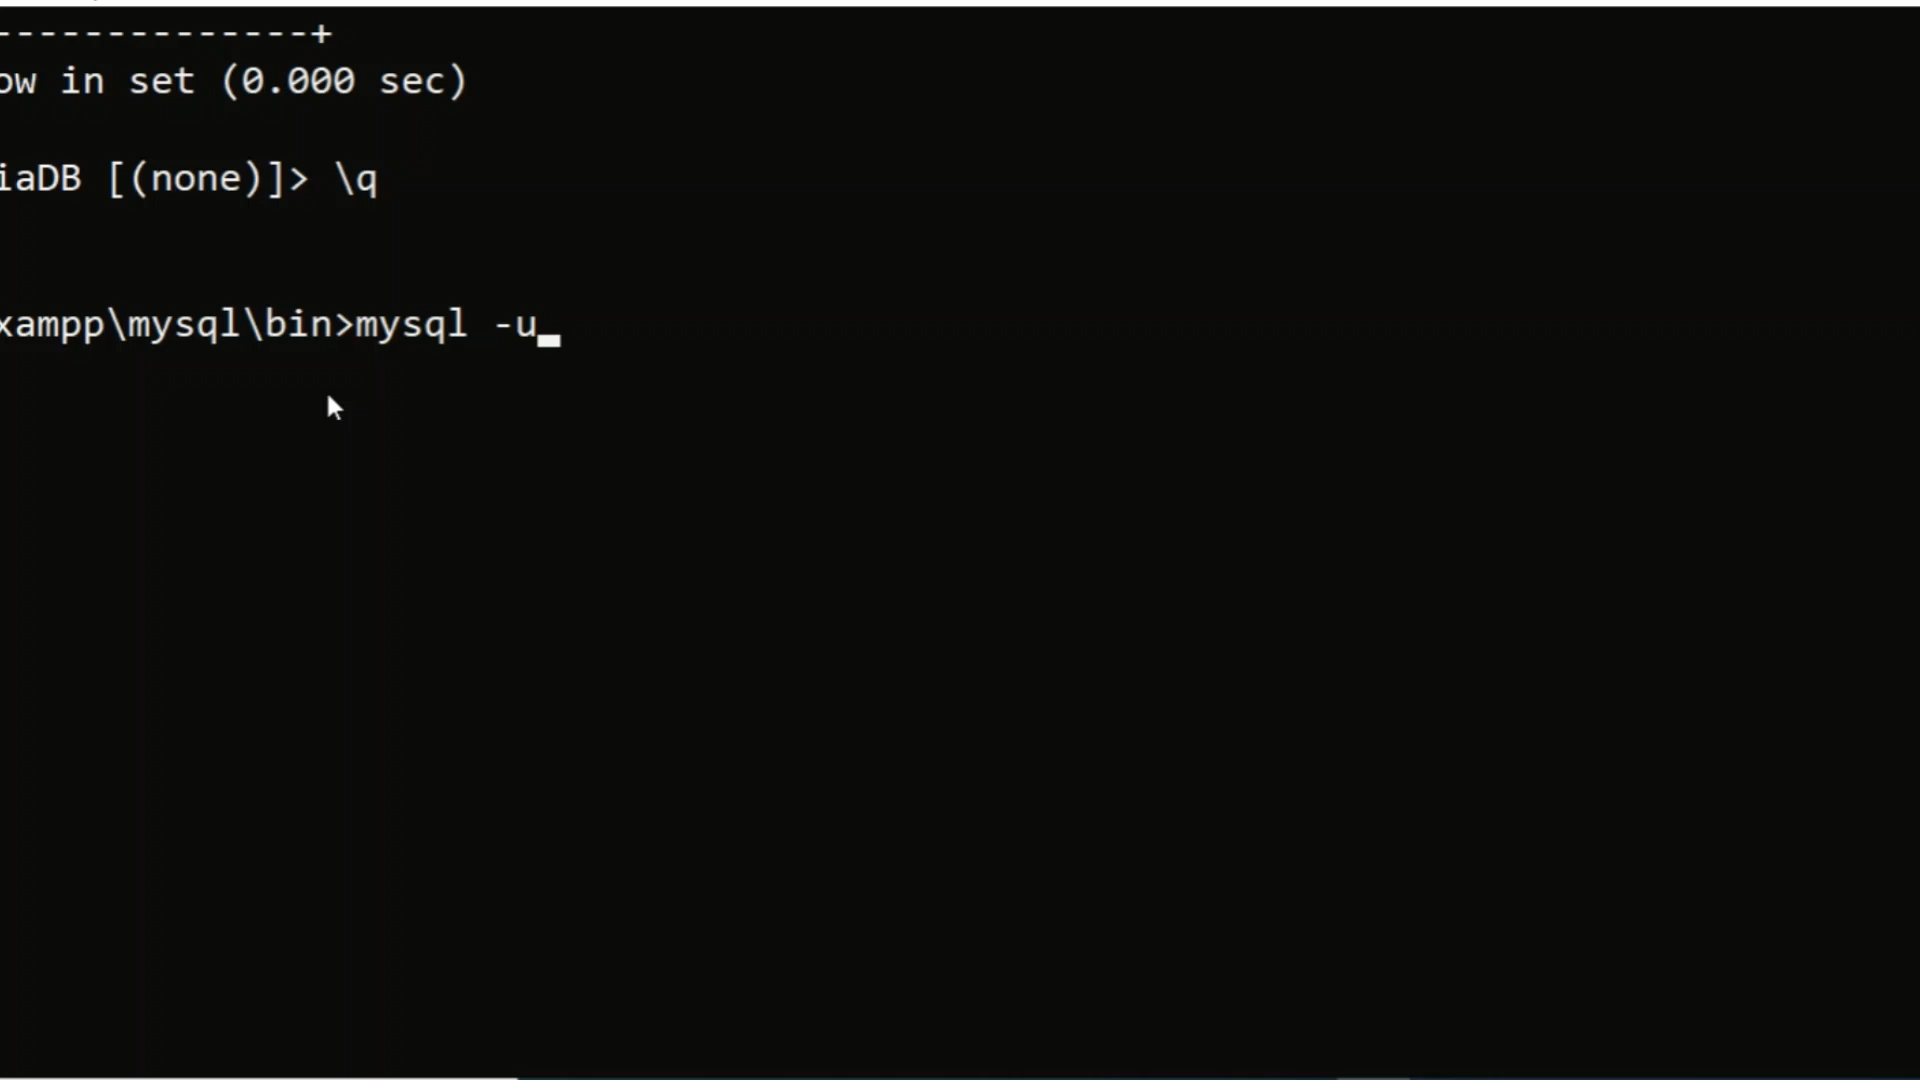 --------------+
ow in set (0.000 sec)
iaDB [(none)]> \q
xampp\mysql\bin>mysql -u